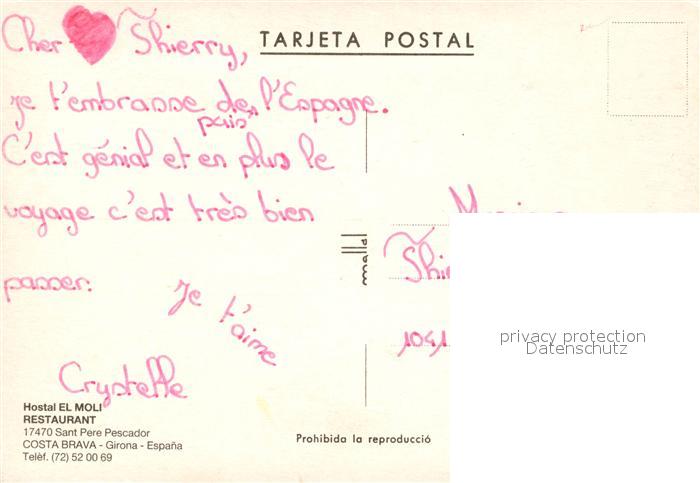 Cher Thierry,
TARJETA POSTAL
je t'embrasse de l'Espagne.
puis
C'est génial et en plus le
voyage c'est très bien
passer.
Je t'aime
Crystelle
Hostal EL MOLI
RESTAURANT
17470 Sant Pere Pescador
COSTA BRAVA - Girona - España
Telèf. (72) 52 00 69
Prohibida la reproducció
privacy protection
Datenschutz